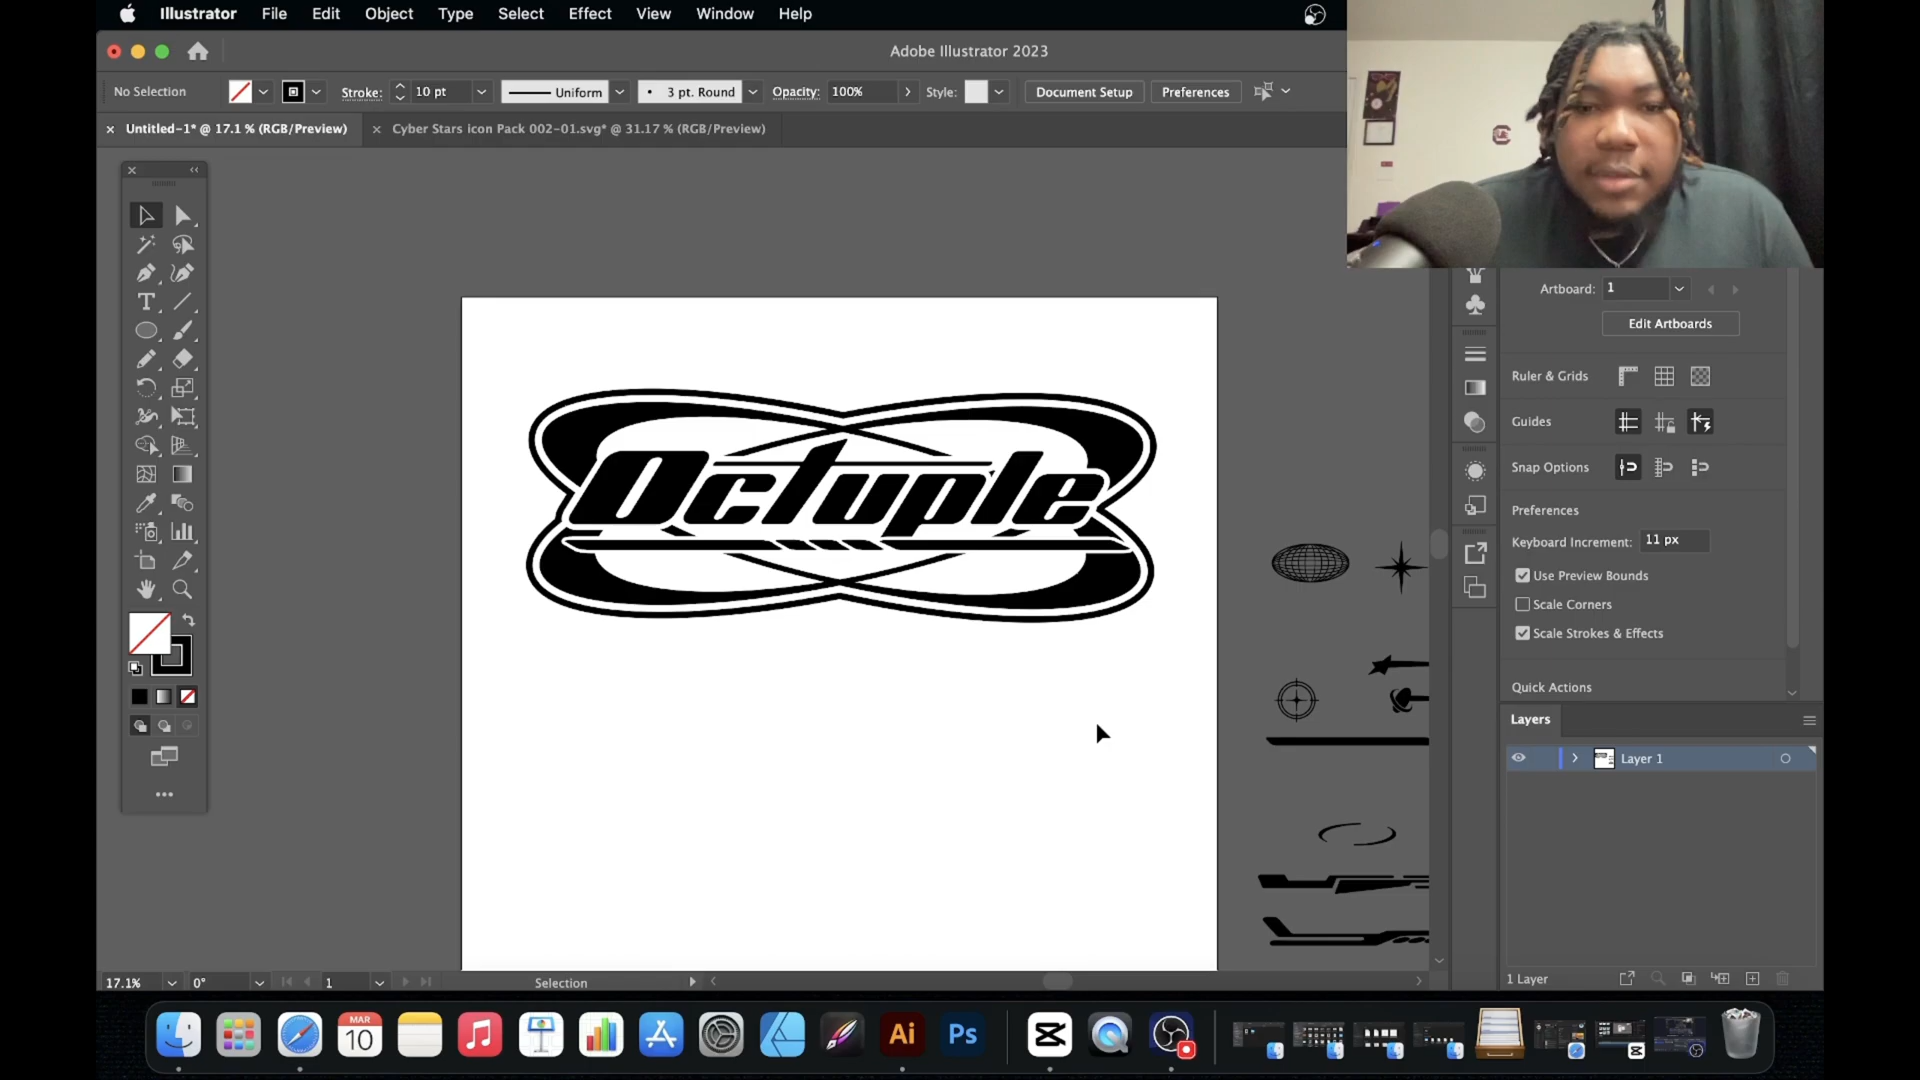 Illustrator File Edit Object Type Select Effect View Window Help
Adobe Illustrator 2023
No Selection Stroke: 10 pt Uniform 3 pt. Round Opacity: 100% Style: Document Setup Preferences
Untitled-1* @ 17.1 % (RGB/Preview) Cyber Stars icon Pack 002-01.svg* @ 31.17 % (RGB/Preview)
Artboard: 1
Edit Artboards
Ruler & Grids
Guides
Snap Options
Preferences
Keyboard Increment: 11 px
Use Preview Bounds
Scale Corners
Scale Strokes & Effects
Quick Actions
Octuple
Layers
Layer 1
1 Layer
17.1% 0° 1 Selection
MAR
10
Ai Ps